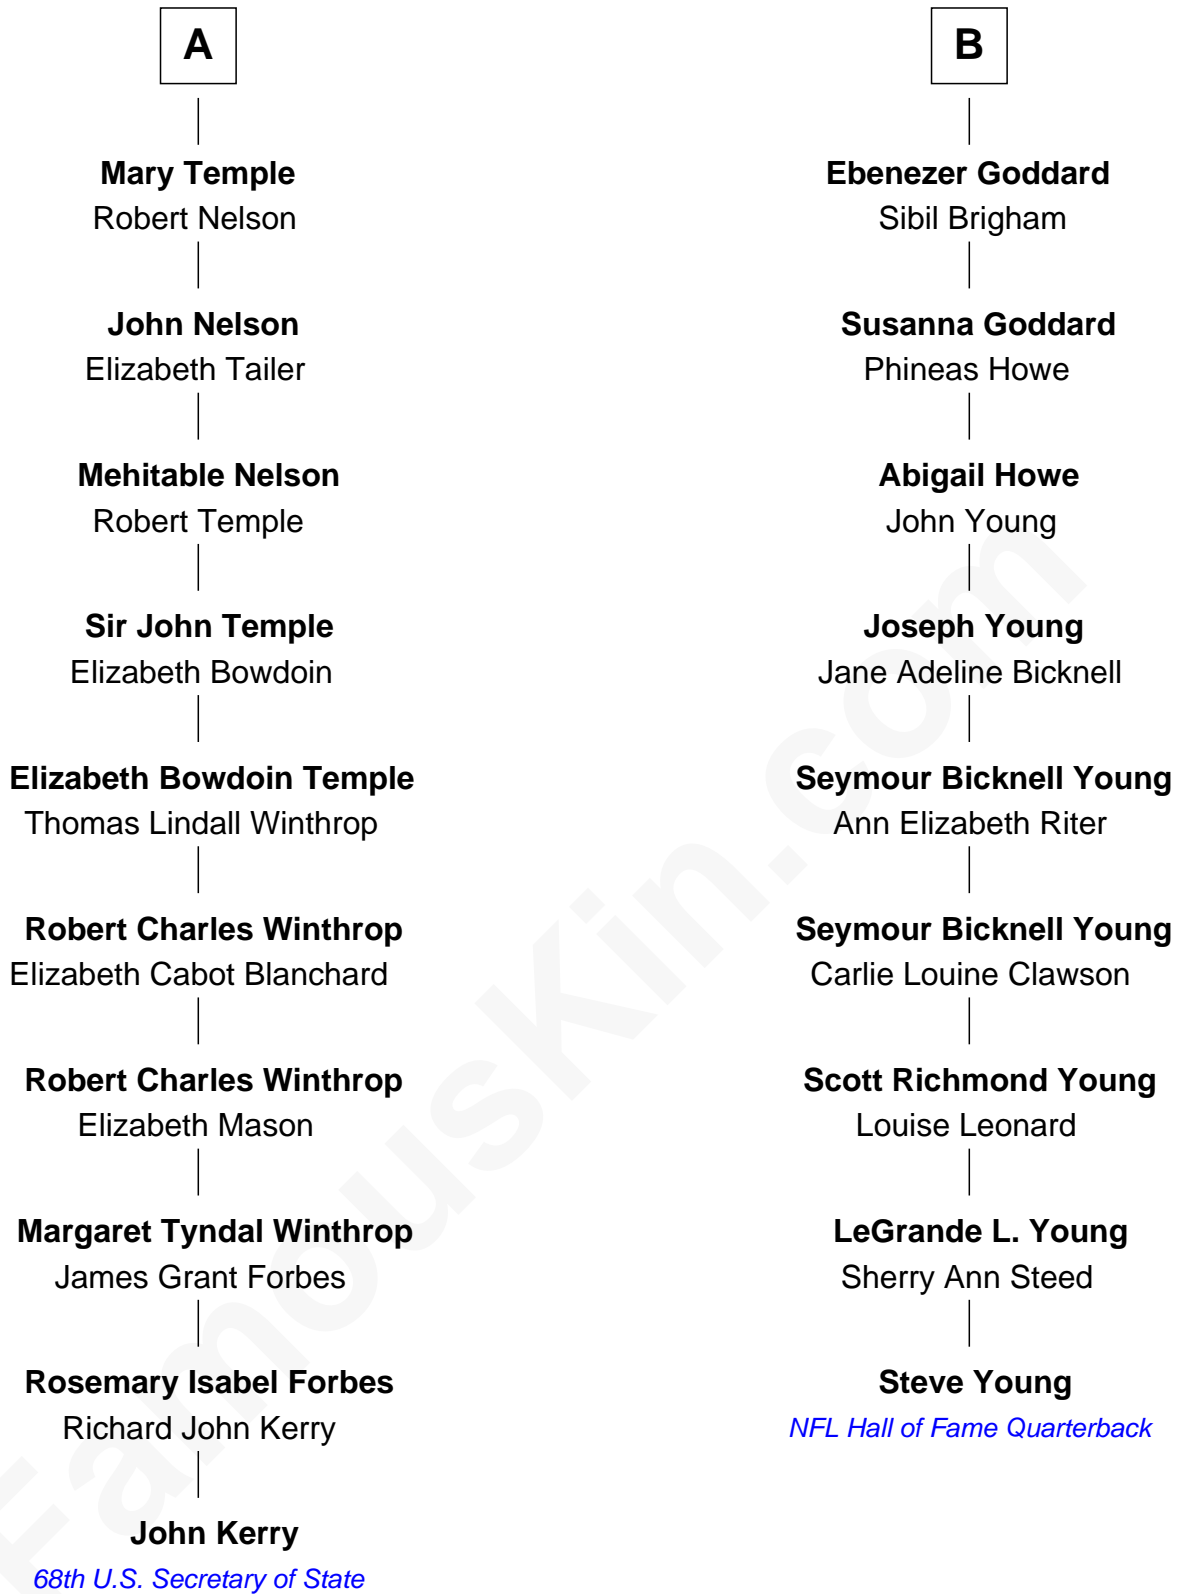 A
Mary Temple
Robert Nelson
John Nelson
Elizabeth Tailer
Mehitable Nelson
Robert Temple
Sir John Temple
Elizabeth Bowdoin
Elizabeth Bowdoin Temple
Thomas Lindall Winthrop
Robert Charles Winthrop
Elizabeth Cabot Blanchard
Robert Charles Winthrop
Elizabeth Mason
Margaret Tyndal Winthrop
James Grant Forbes
Rosemary Isabel Forbes
Richard John Kerry
John Kerry
68th U.S. Secretary of State
B
Ebenezer Goddard
Sibil Brigham
Susanna Goddard
Phineas Howe
Abigail Howe
John Young
Joseph Young
Jane Adeline Bicknell
Seymour Bicknell Young
Ann Elizabeth Riter
Seymour Bicknell Young
Carlie Louine Clawson
Scott Richmond Young
Louise Leonard
LeGrande L. Young
Sherry Ann Steed
Steve Young
NFL Hall of Fame Quarterback
FamousKin.com